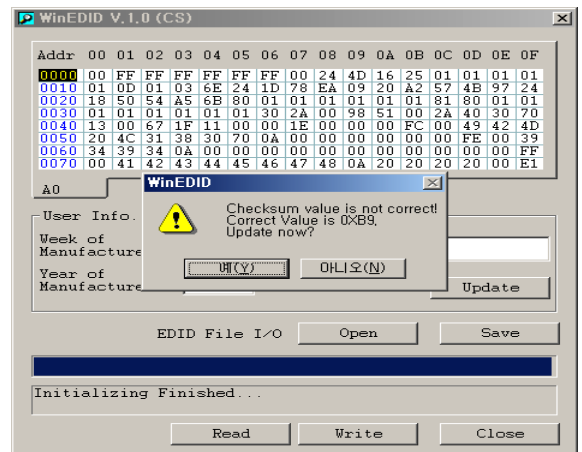 WinEDID V.1.0 (CS)
Addr 00 01 02 03 04 05 06 07 08 09 0A 0B 0C 0D 0E 0F
0000 00 FF FF FF FF FF FF 00 24 4D 16 25 01 01 01 01
0010 01 0D 01 03 6E 24 1D 78 EA 09 20 A2 57 4B 97 24
0020 18 50 54 A5 6B 80 01 01 01 01 01 01 81 80 01 01
0030 01 01 01 01 01 01 30 2A 00 98 51 00 2A 40 30 70
0040 13 00 67 1F 11 00 00 1E 00 00 00 FC 00 49 42 4D
0050 20 4C 31 38 30 70 0A 00 00 00 00 00 00 FE 00 39
0060 34 39 34 0A 00 00 00 00 00 00 00 00 00 00 00 FF
0070 00 41 42 43 44 45 46 47 48 0A 20 20 20 20 00 E1
A0
WinEDID
Checksum value is not correct!
Correct Value is 0XB9,
Update now?
예(Y)
아니오(N)
User Info.
Week of
Manufacture
Year of
Manufacture
Update
EDID File I/O
Open
Save
Initializing Finished...
Read
Write
Close